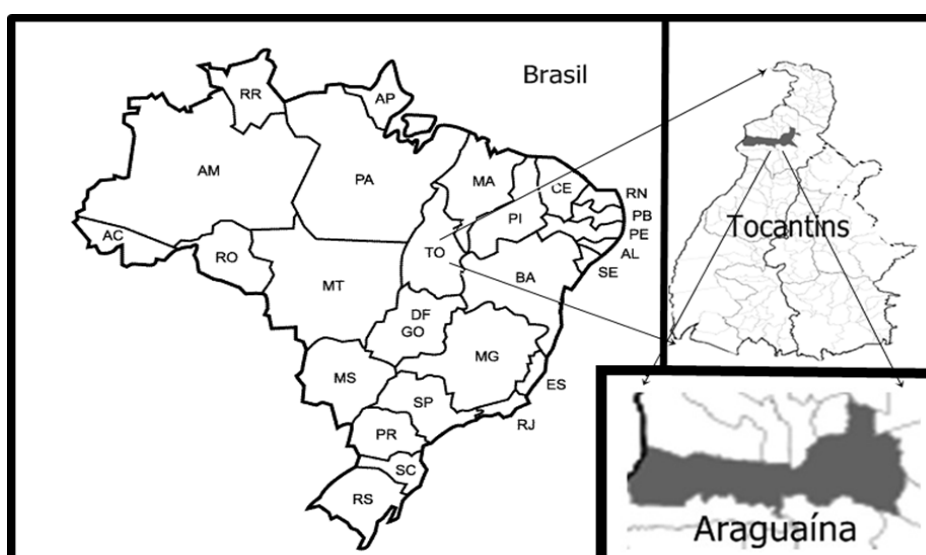 Brasil
RR
AP
AM
PA
MA
CE
RN
PB
PI
PE
AC
RO
TO
AL
SE
MT
BA
DF
GO
MG
MS
ES
SP
RJ
PR
SC
RS
Tocantins
Araguaína